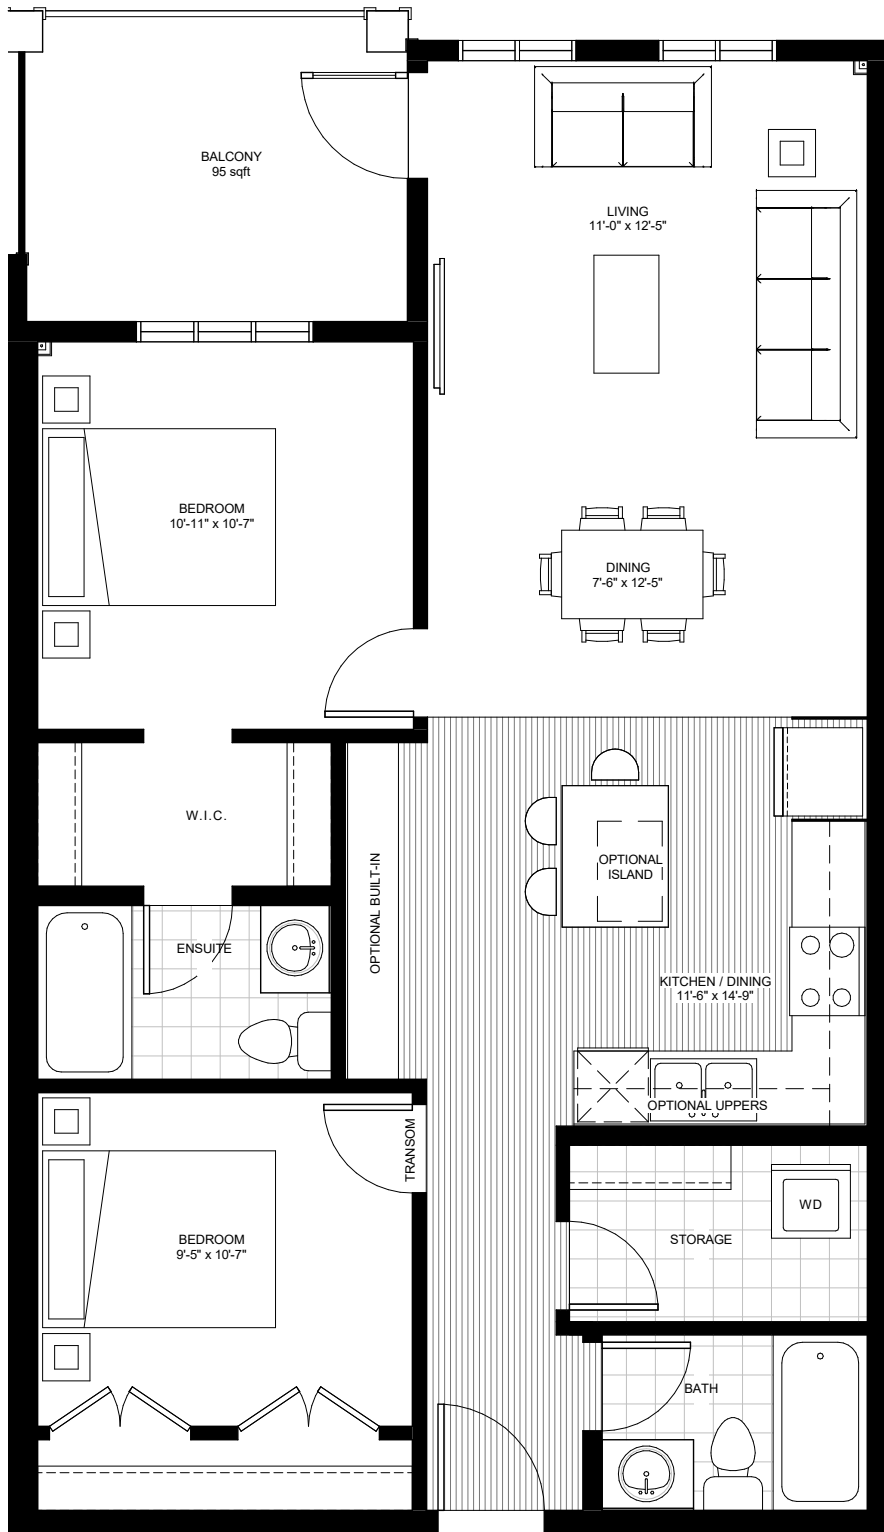 BALCONY
95 sqft
LIVING
11'-0" x 12'-5"
BEDROOM
10'-11" x 10'-7"
DINING
7'-6" x 12'-5"
W.I.C.
OPTIONAL BUILT-IN
OPTIONAL
ISLAND
ENSUITE
KITCHEN / DINING
11'-6" x 14'-9"
OPTIONAL UPPERS
TRANSOM
WD
BEDROOM
9'-5" x 10'-7"
STORAGE
BATH